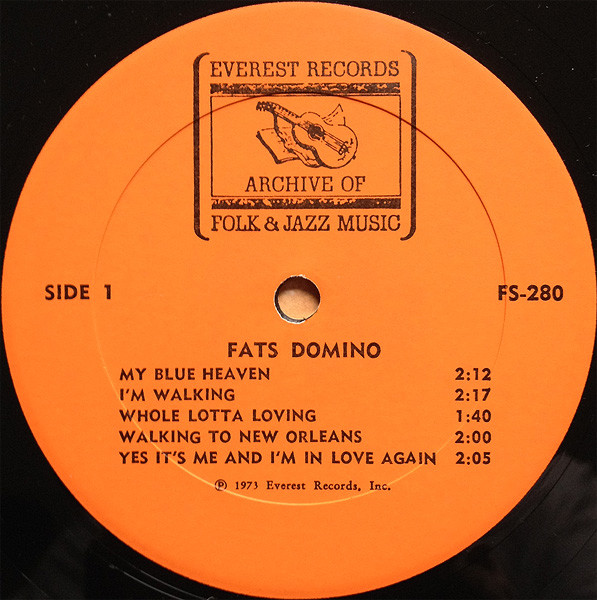 EVEREST RECORDS
ARCHIVE OF
FOLK & JAZZ MUSIC
SIDE 1
FS-280
FATS DOMINO
MY BLUE HEAVEN 2:12
I'M WALKING 2:17
WHOLE LOTTA LOVING 1:40
WALKING TO NEW ORLEANS 2:00
YES IT'S ME AND I'M IN LOVE AGAIN 2:05
℗ 1973 Everest Records, Inc.